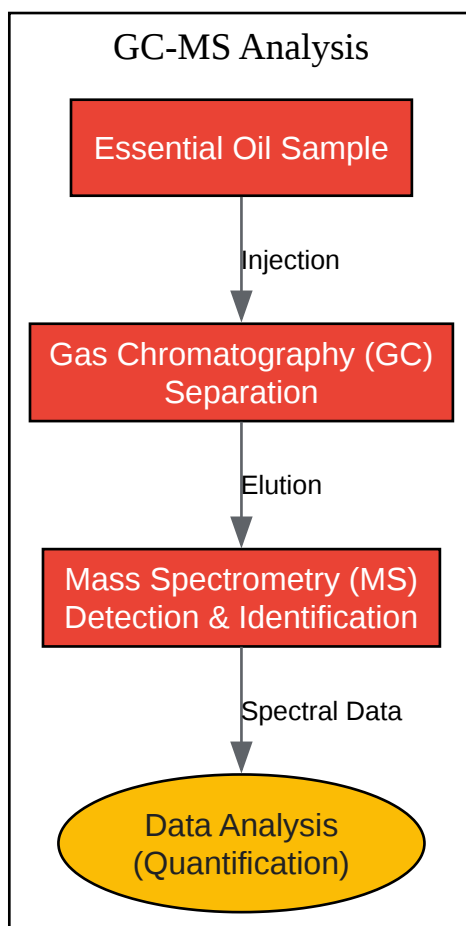 GC-MS Analysis
Essential Oil Sample
Injection
Gas Chromatography (GC)
Separation
Elution
Mass Spectrometry (MS)
Detection & Identification
Spectral Data
Data Analysis
(Quantification)